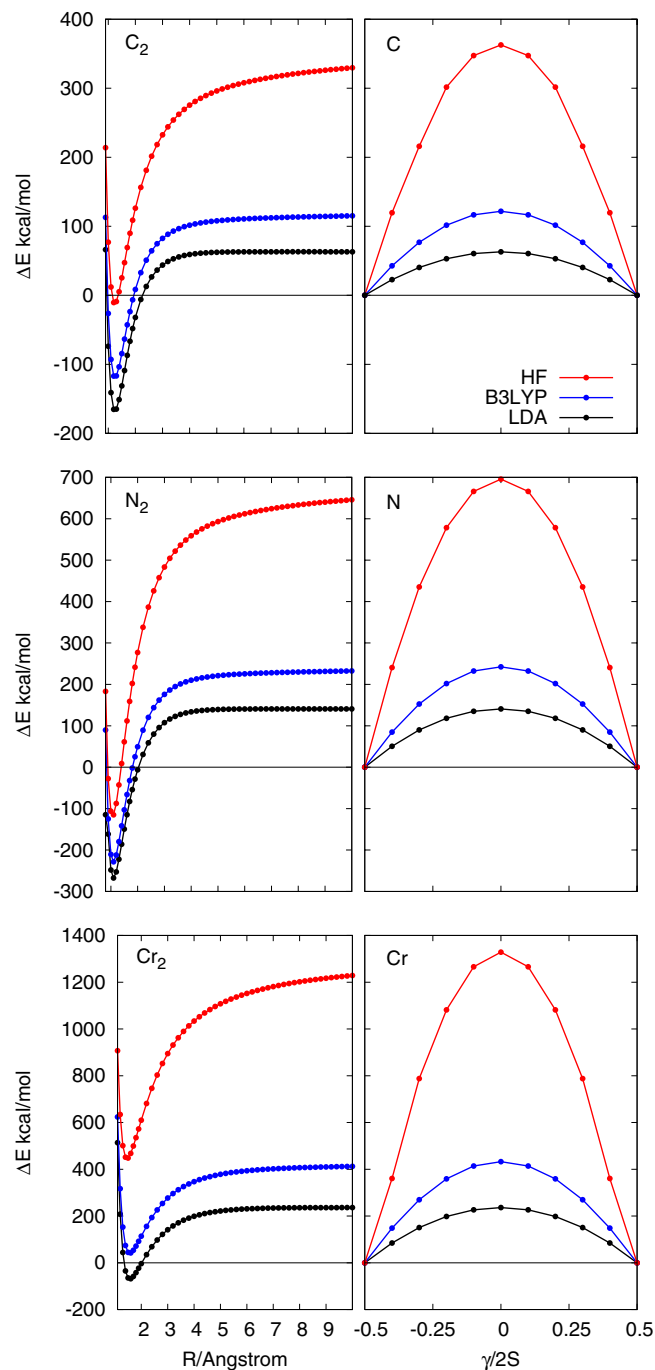 C₂
C
ΔE kcal/mol
400
300
200
100
0
-100
-200
HF
B3LYP
LDA
N₂
N
ΔE kcal/mol
700
600
500
400
300
200
100
0
-100
-200
-300
Cr₂
Cr
ΔE kcal/mol
1400
1200
1000
800
600
400
200
0
-200
2 3 4 5 6 7 8 9
-0.5 -0.25 0 0.25 0.5
R/Angstrom
γ/2S